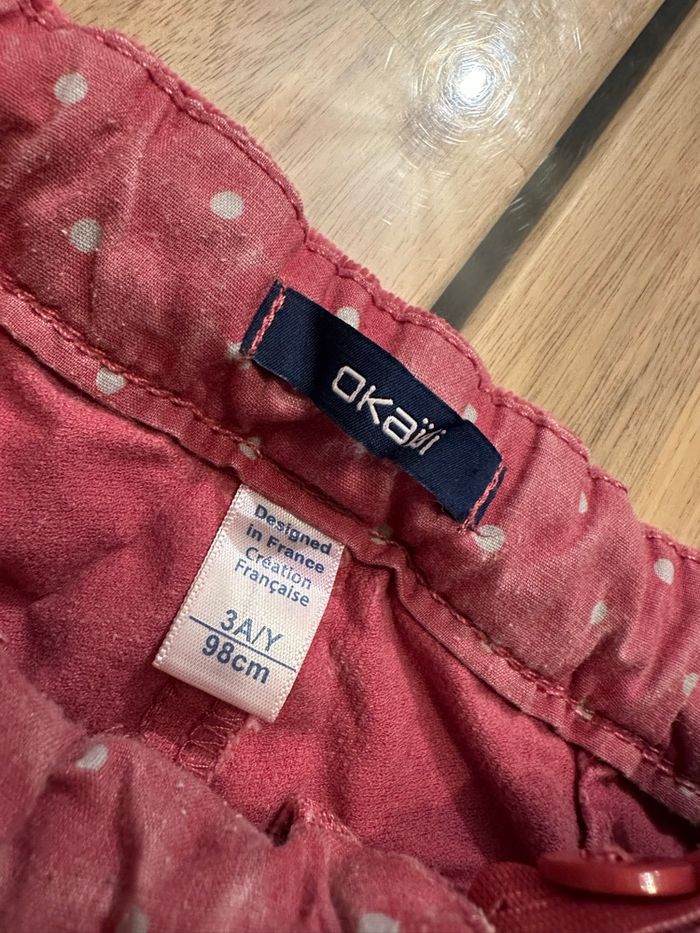 okaïdi
Designed
in France
Création
Française
3A/Y
98cm